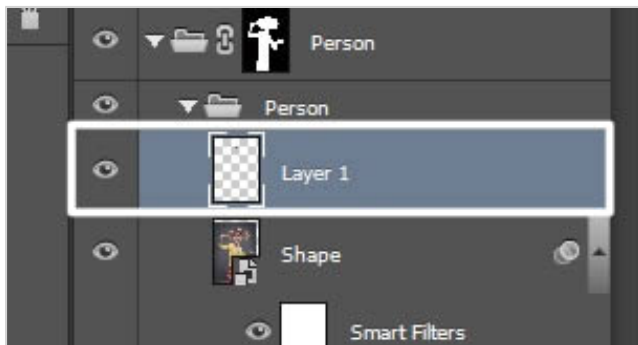 Person
Person
Layer 1
Shape
Smart Filters